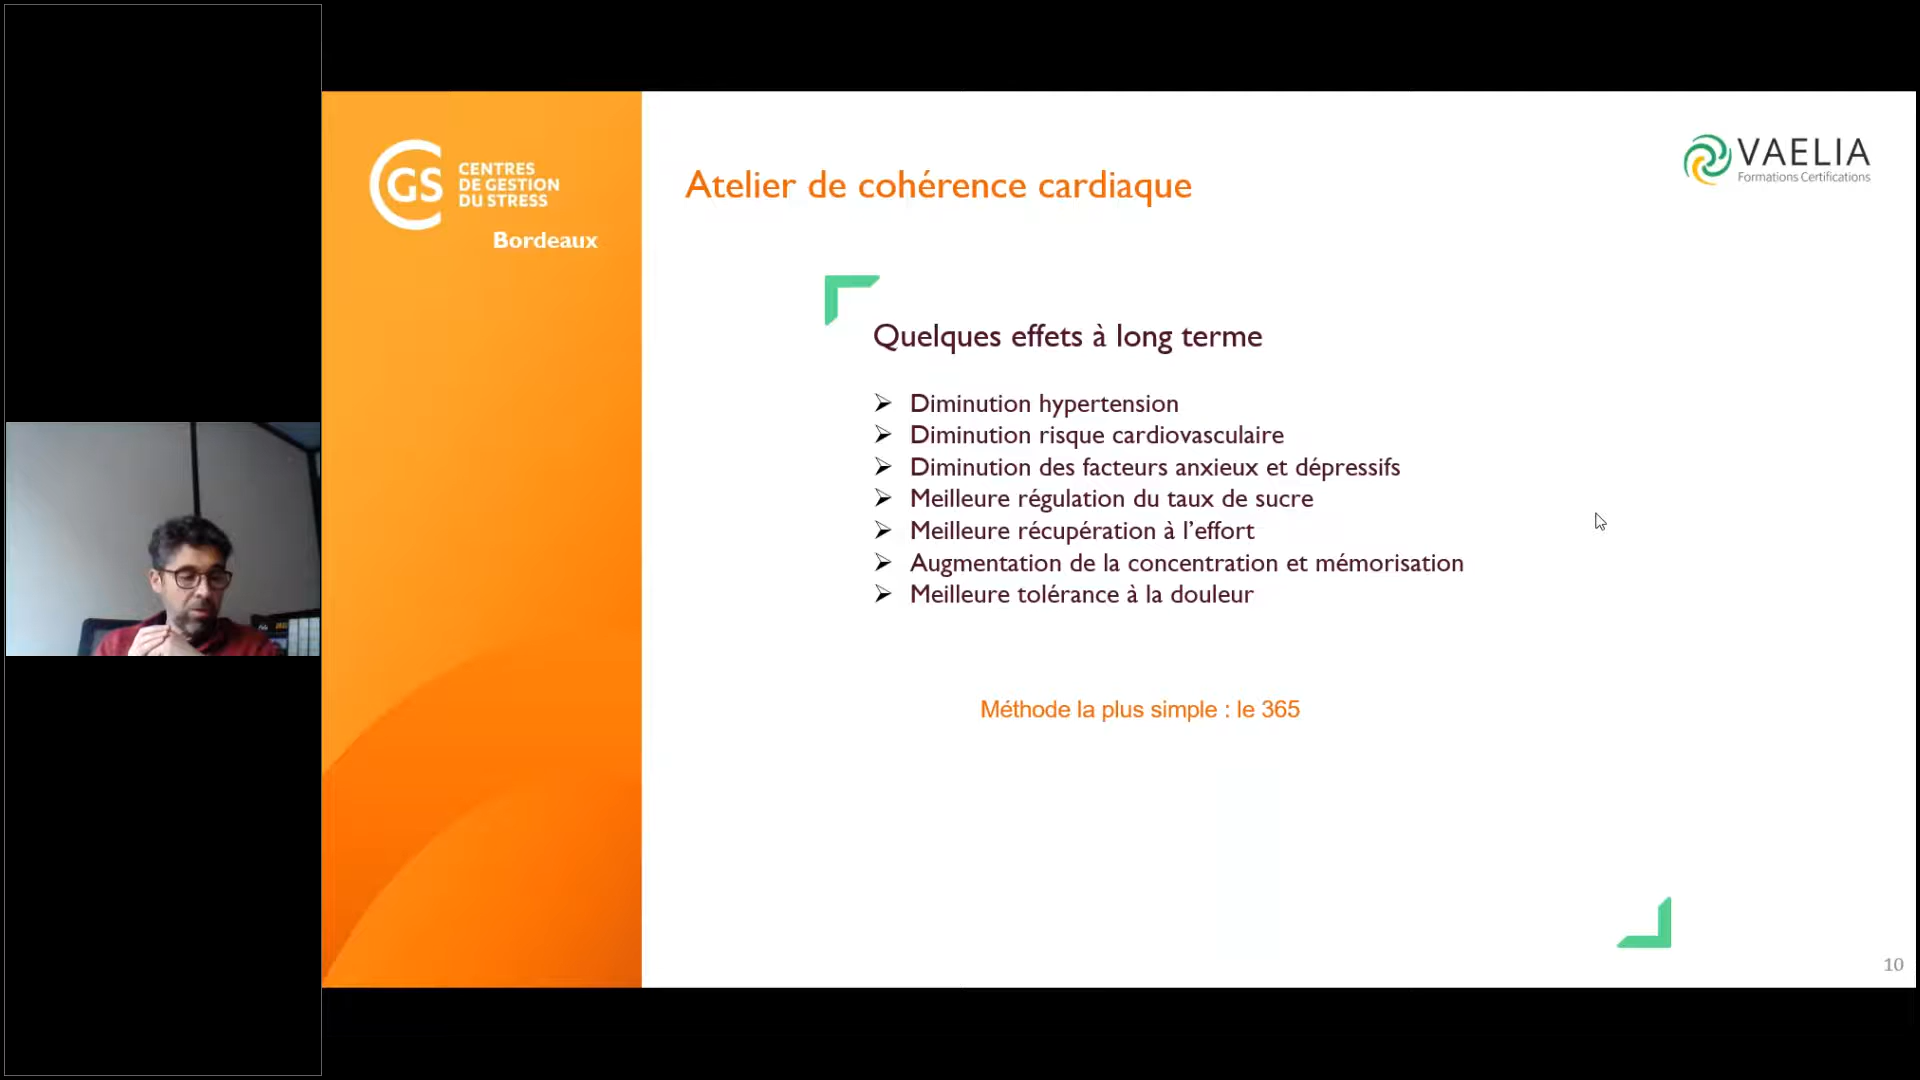 GS
CENTRES
DE GESTION
DU STRESS
Bordeaux
VAELIA
Formations Certifications
Atelier de cohérence cardiaque
Quelques effets à long terme
➢ Diminution hypertension
➢ Diminution risque cardiovasculaire
➢ Diminution des facteurs anxieux et dépressifs
➢ Meilleure régulation du taux de sucre
➢ Meilleure récupération à l’effort
➢ Augmentation de la concentration et mémorisation
➢ Meilleure tolérance à la douleur
Méthode la plus simple : le 365
10